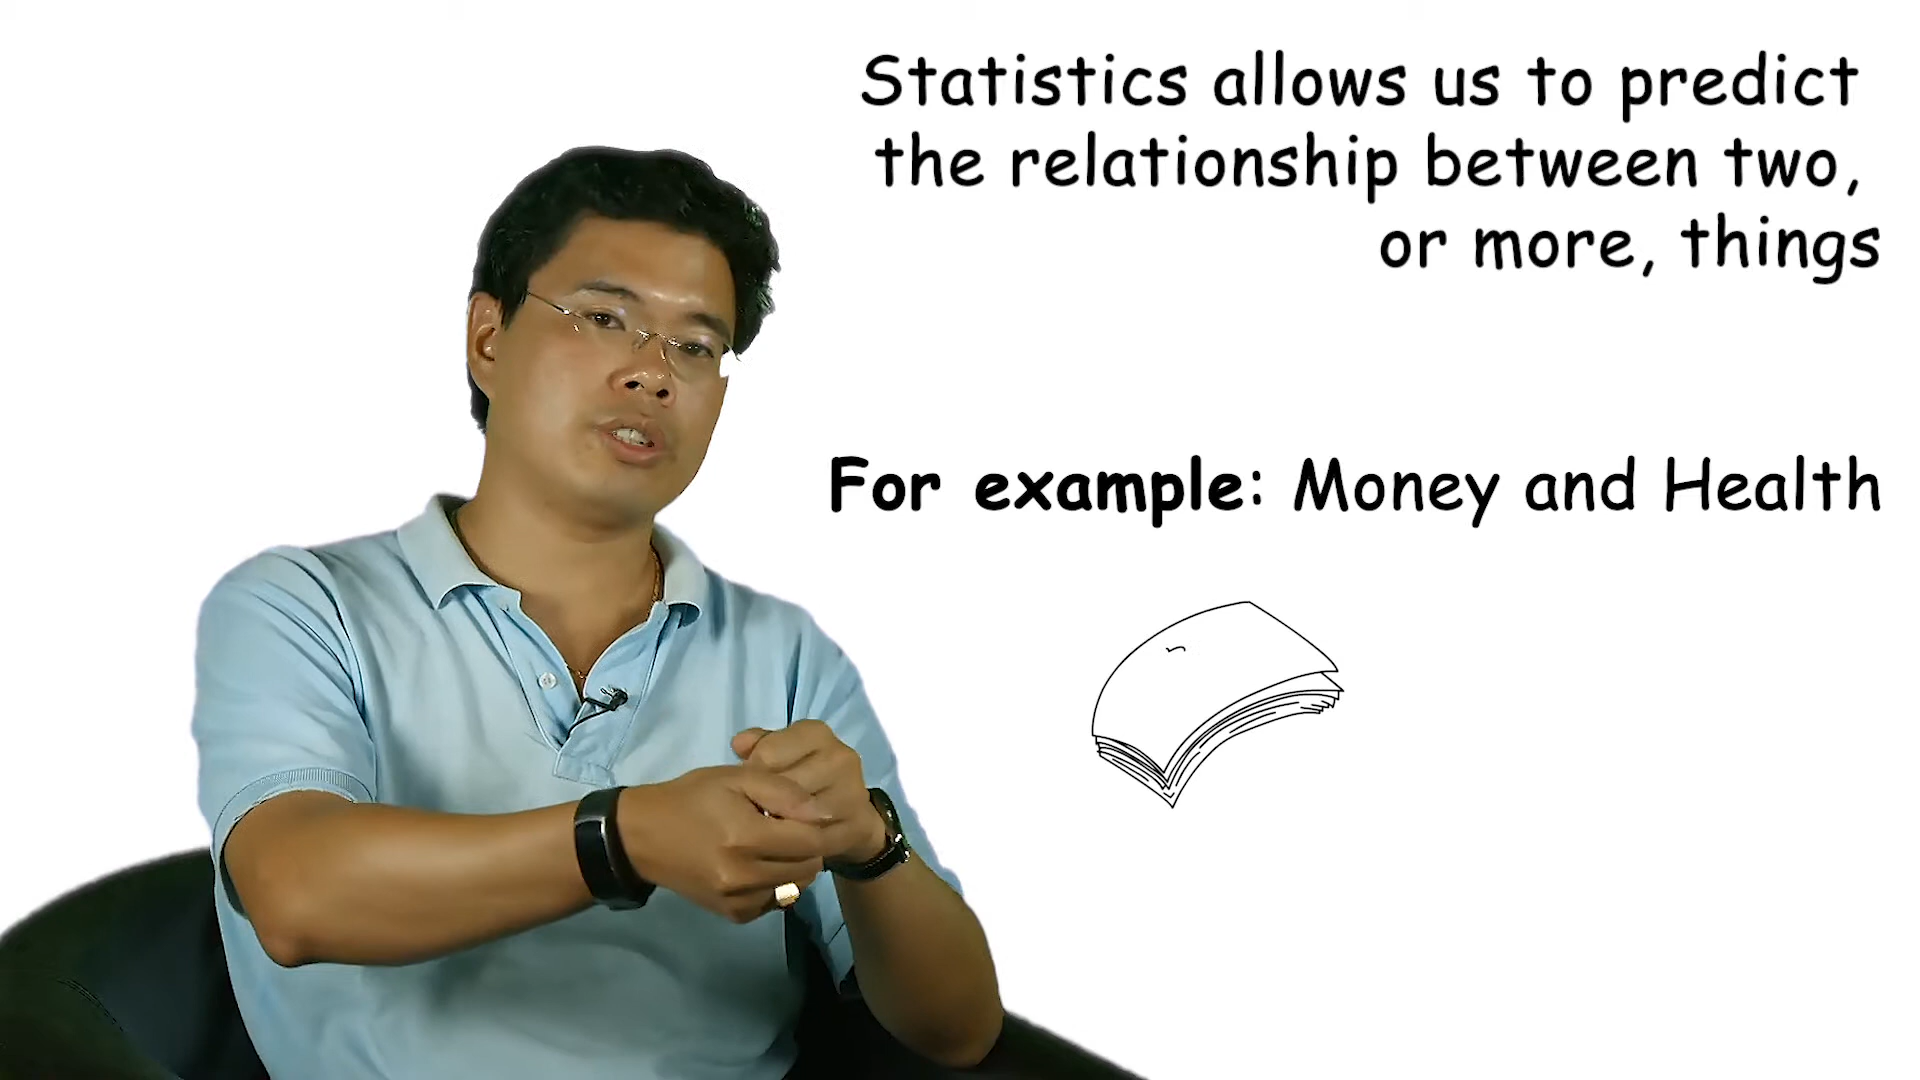 Statistics allows us to predict
the relationship between two,
or more, things
For example: Money and Health